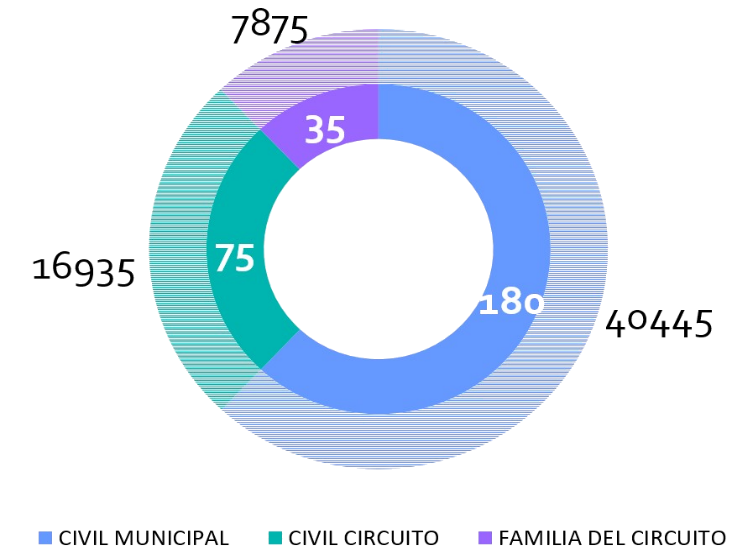 7875
35
75
16935
180
40445
CIVIL MUNICIPAL
CIVIL CIRCUITO
FAMILIA DEL CIRCUITO